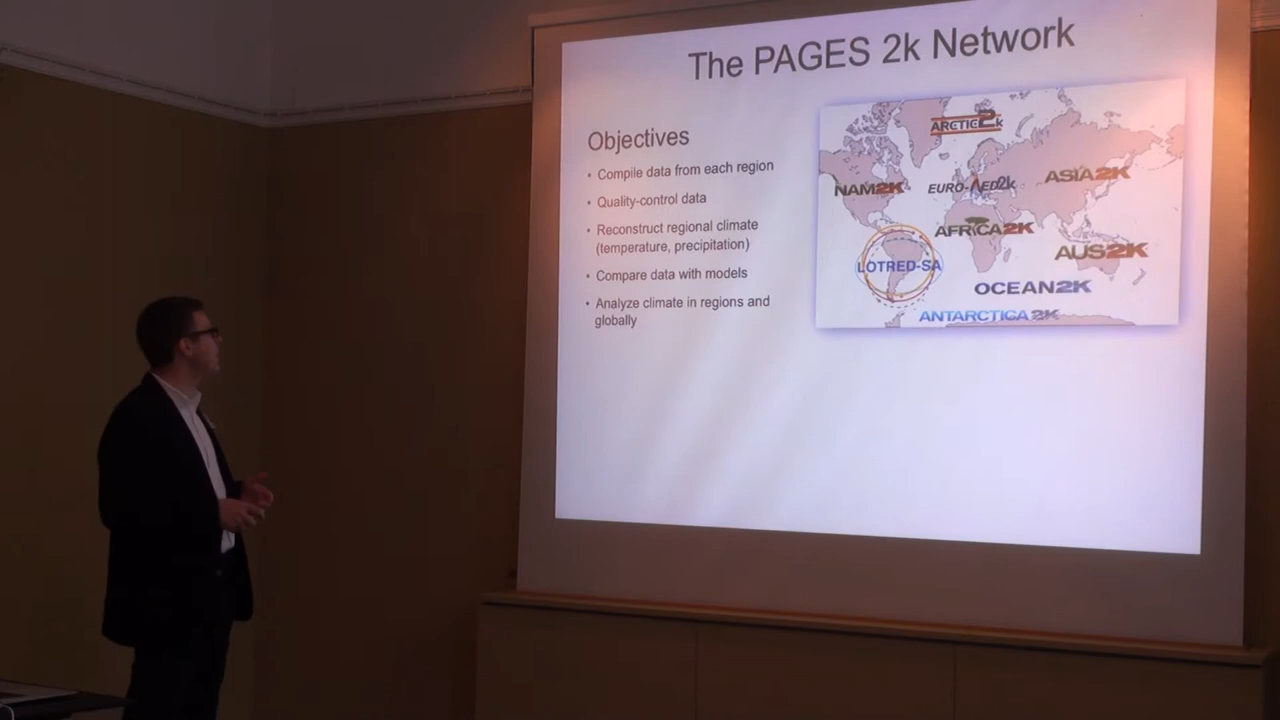 The PAGES 2k Network
Objectives
• Compile data from each region
• Quality-control data
• Reconstruct regional climate
(temperature, precipitation)
• Compare data with models
• Analyze climate in regions and
globally
ARCTIC2k
NAM2K
EURO-MED2k
ASIA2K
AFRICA2K
AUS2K
LOTRED-SA
OCEAN2K
ANTARCTICA 2K